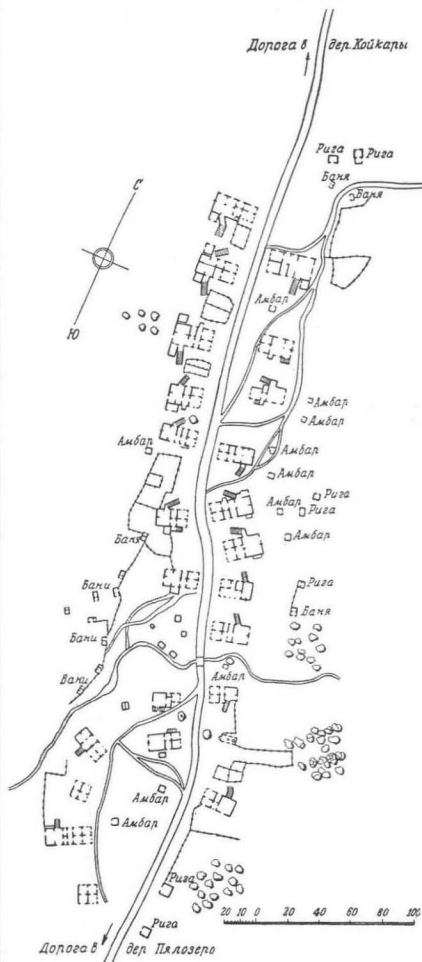 Дорога в дер. Койкары
Рига Рига
Баня
Баня
С
Ю
Амбар
Амбар
Амбар
Амбар
Амбар
Амбар
Рига
Амбар Рига
Амбар
Баня
Рига
Бани
Баня
Бани
Амбар
Бани
Амбар
Амбар
Рига
Рига
20 10 0 20 40 60 80 100
Дорога в дер Пялозеро